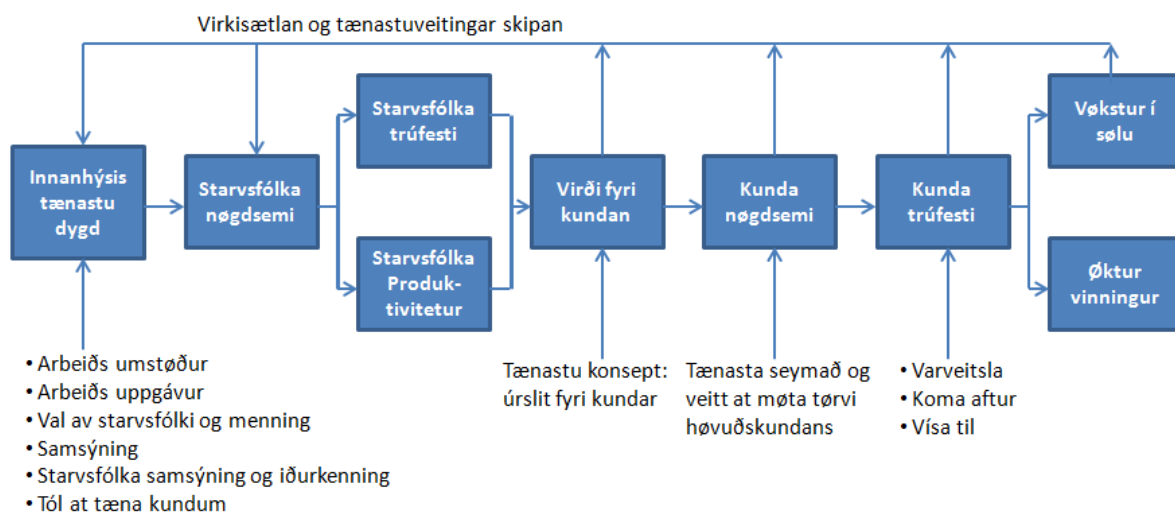 Virkisætlan og tænastuveitingar skipan
Innanhýsis
tænastu
dygd
Starvsfólka
nøgdsemi
Starvsfólka
trúfesti
Starvsfólka
Produk-
tivitetur
Virði fyri
kundan
Kunda
nøgdsemi
Kunda
trúfesti
Vøkstur í
sølu
Øktur
vinningur
• Arbeiðs umstøður
• Arbeiðs uppgávur
• Val av starvsfólki og menning
• Samsýning
• Starvsfólka samsýning og iðurkenning
• Tól at tæna kundum
Tænastu konsept:
úrslit fyri kundar
Tænasta seymað og
veitt at møta tørvi
høvuðskundans
• Varveitsla
• Koma aftur
• Vísa til